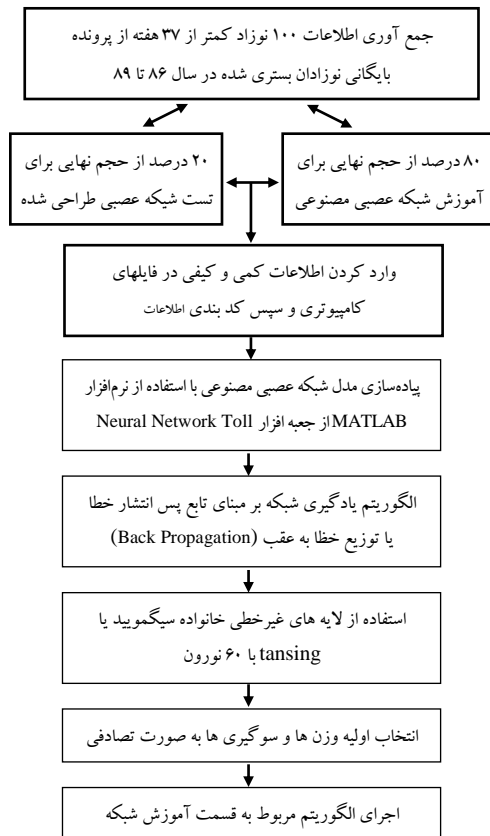 جمع آوری اطلاعات ۱۰۰ نوزاد کمتر از ۳۷ هفته از پرونده
بایگانی نوزادان بستری شده در سال ۸۶ تا ۸۹
۸۰ درصد از حجم نهایی برای
آموزش شبکه عصبی مصنوعی
۲۰ درصد از حجم نهایی برای
تست شبکه عصبی طراحی شده
وارد کردن اطلاعات کمی و کیفی در فایلهای
کامپیوتری و سپس کد بندی اطلاعات
پیاده‌سازی مدل شبکه عصبی مصنوعی با استفاده از نرم‌افزار
MATLAB از جعبه افزار Neural Network Toll
الگوریتم یادگیری شبکه بر مبنای تابع پس انتشار خطا
یا توزیع خظا به عقب (Back Propagation)
استفاده از لایه های غیرخطی خانواده سیگمویید یا
tansing با ۶۰ نورون
انتخاب اولیه وزن ها و سوگیری ها به صورت تصادفی
اجرای الگوریتم مربوط به قسمت آموزش شبکه